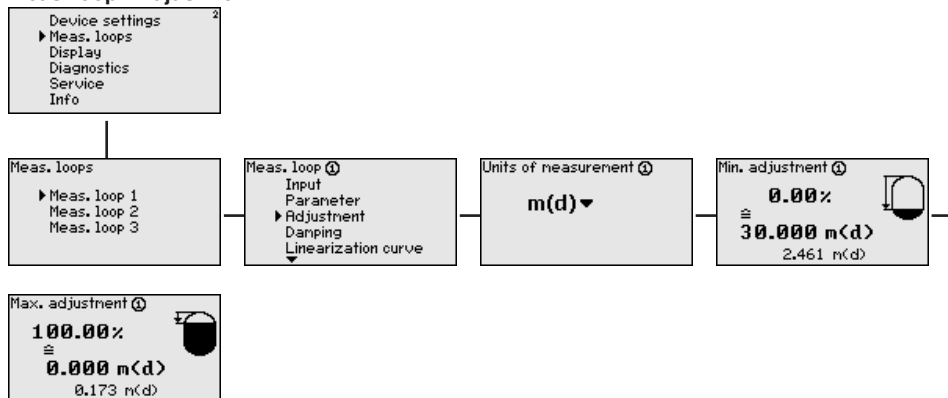 Device settings 2
Meas. loops
Display
Diagnostics
Service
Info
Meas. loops
Meas. loop 1
Meas. loop 2
Meas. loop 3
Meas. loop ①
Input
Parameter
Adjustment
Damping
Linearization curve
Units of measurement ①
m(d)
Min. adjustment ①
0.00%
≙
30.000 m(d)
2.461 m(d)
Max. adjustment ①
100.00%
≙
0.000 m(d)
0.173 m(d)